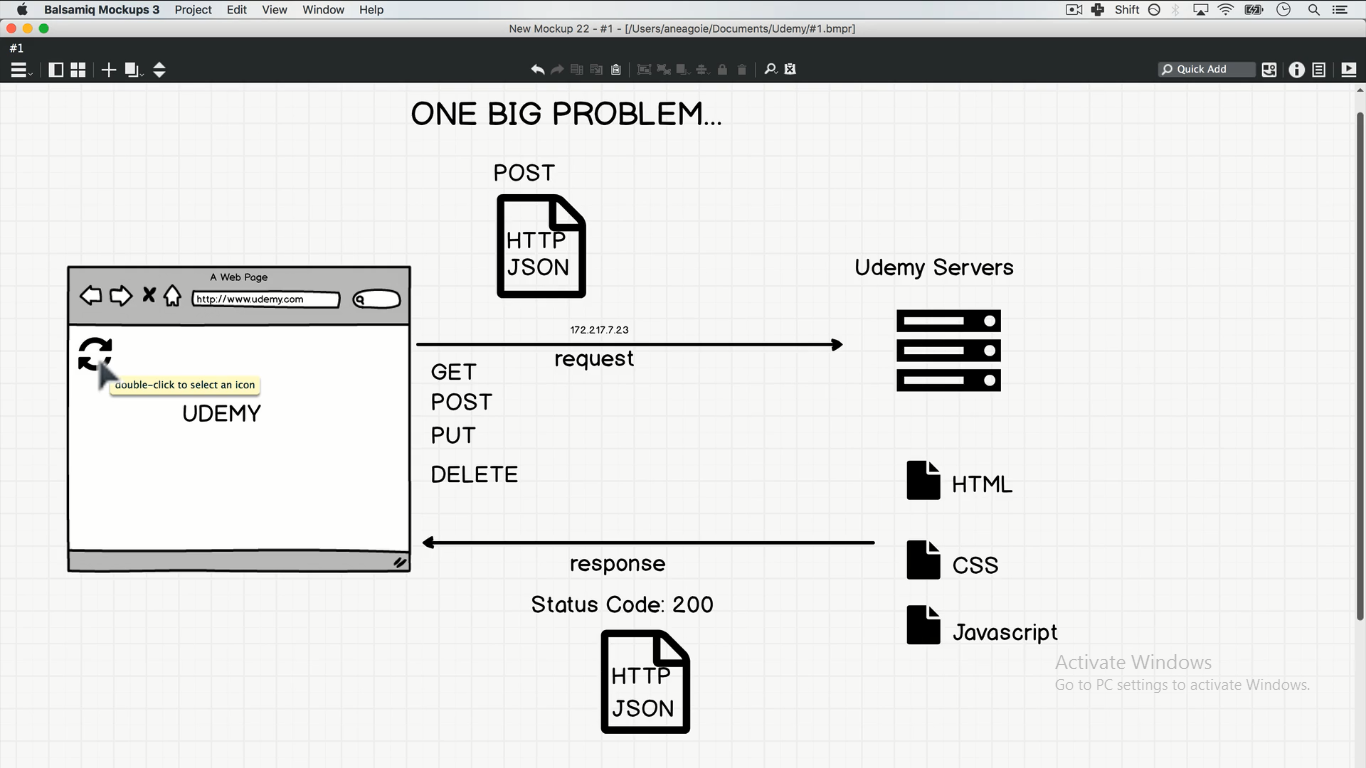 Balsamiq Mockups 3 Project Edit View Window Help Shift
New Mockup 22 - #1 - [/Users/aneagoie/Documents/Udemy/#1.bmpr]
#1
Quick Add
ONE BIG PROBLEM...
POST
HTTP
JSON
A Web Page
http://www.udemy.com
double-click to select an icon
UDEMY
172.217.7.23
request
GET
POST
PUT
DELETE
Udemy Servers
HTML
CSS
Javascript
response
Status Code: 200
HTTP
JSON
Activate Windows
Go to PC settings to activate Windows.